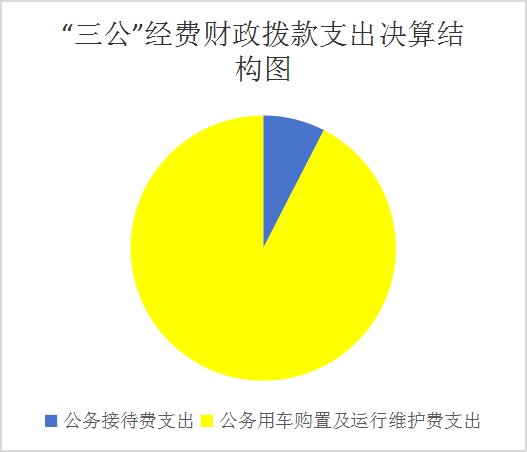 “三公”经费财政拨款支出决算结
构图
公务接待费支出 公务用车购置及运行维护费支出